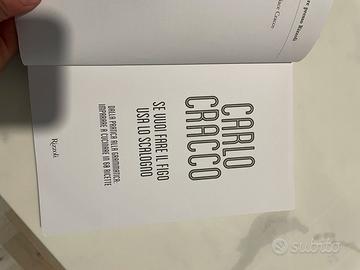 CARLO
CRACCO
SE VUOI FARE IL FIGO
USA LO SCALOGNO
DALLA PRATICA ALLA GRAMMATICA:
IMPARARE A CUCINARE IN 60 RICETTE
Rizzoli
subito